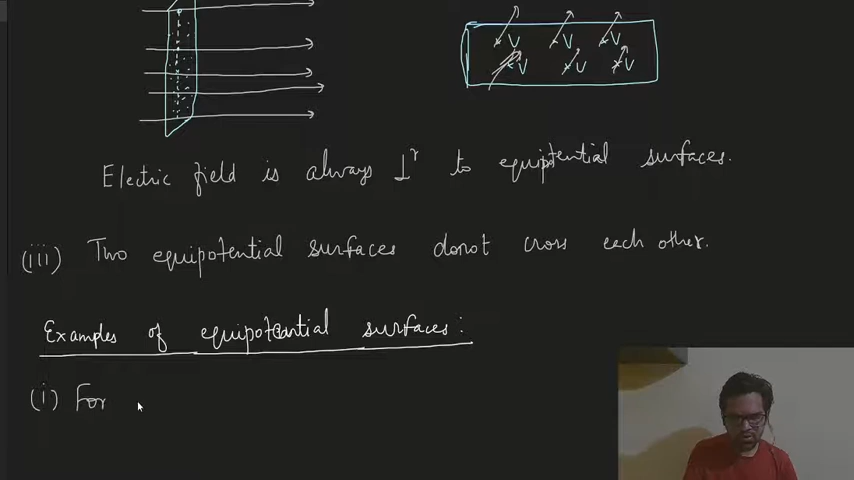 V V V
V V V
Electric field is always ⊥r to equipotential surfaces.
(iii) Two equipotential surfaces donot cross each other.
Examples of equipotential surfaces:
(i) For